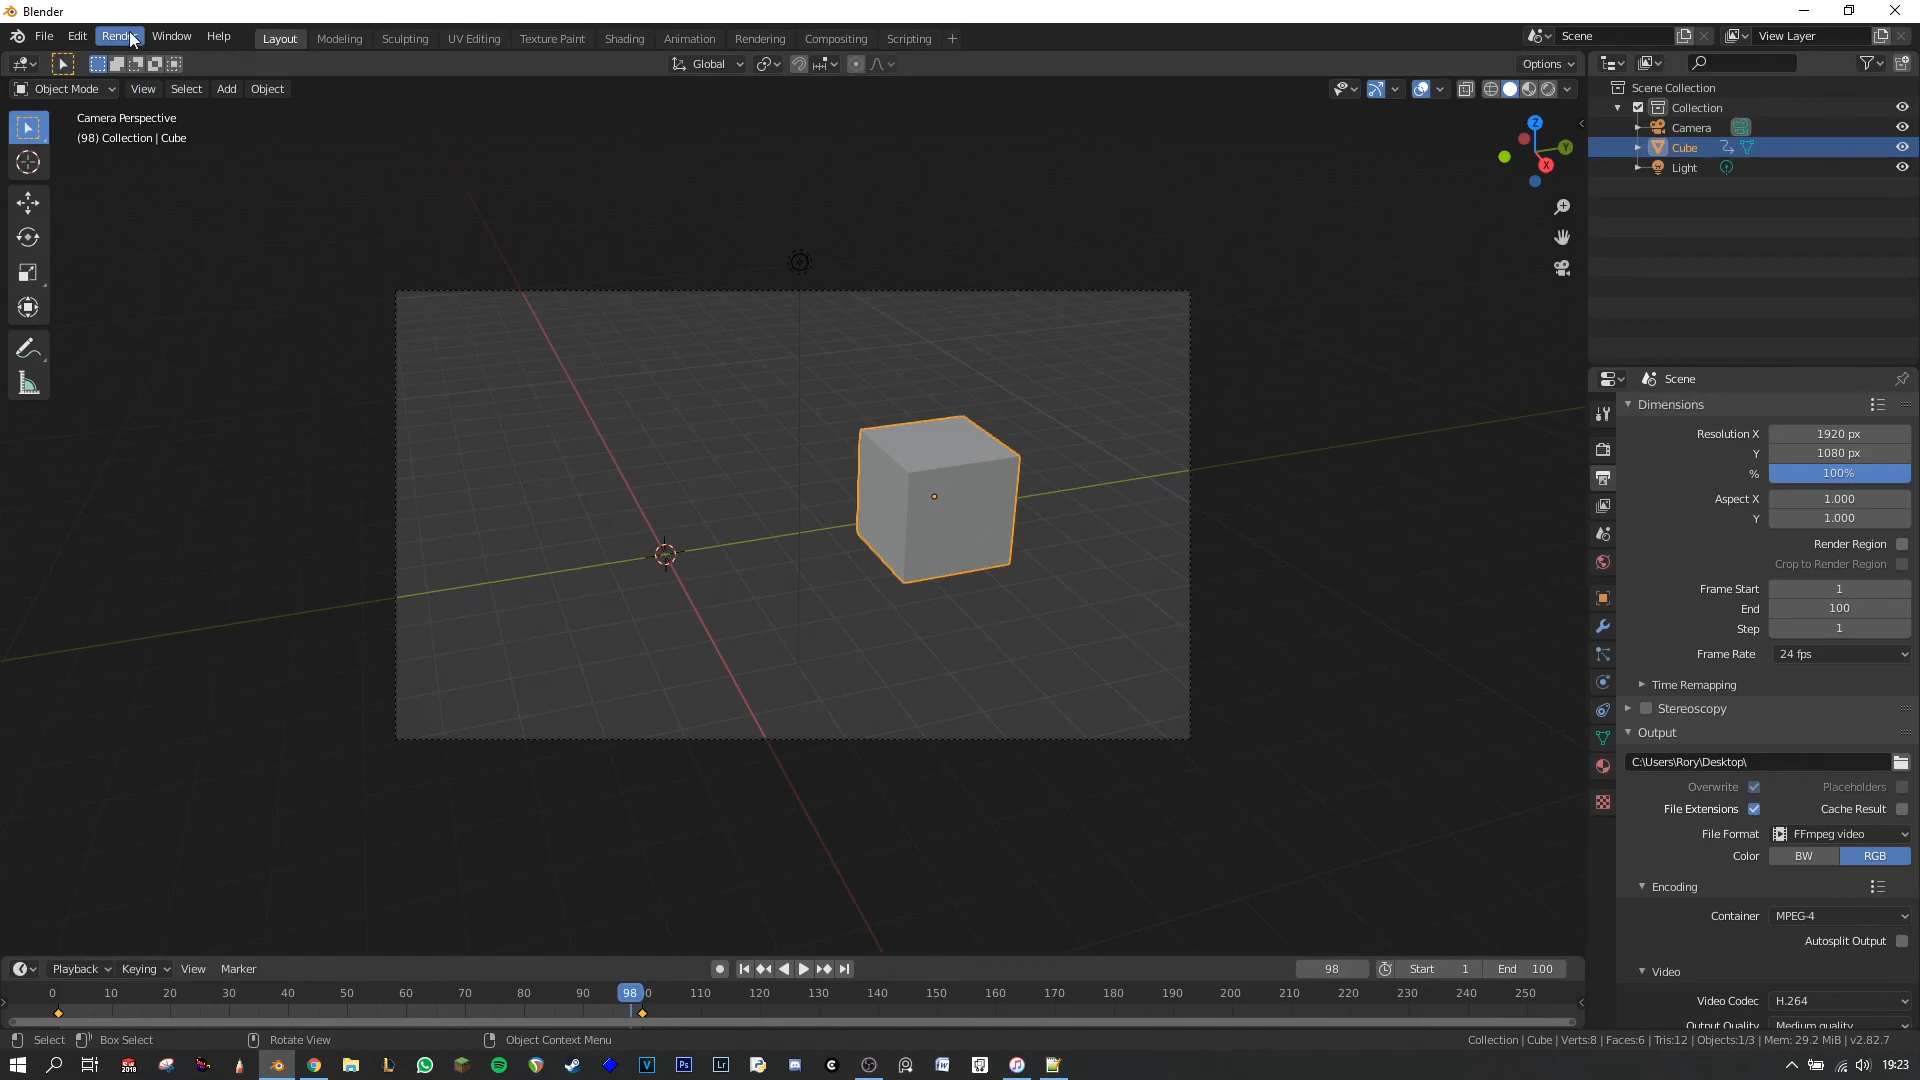 Blender
File Edit Render Window Help
Layout Modeling Sculpting UV Editing Texture Paint Shading Animation Rendering Compositing Scripting +
Scene
View Layer
Global
Options
Object Mode View Select Add Object
Camera Perspective
(98) Collection | Cube
Z
Y
X
Scene Collection
Collection
Camera
Cube
Light
Scene
Dimensions
Resolution X 1920 px
Y 1080 px
% 100%
Aspect X 1.000
Y 1.000
Render Region
Crop to Render Region
Frame Start 1
End 100
Step 1
Frame Rate 24 fps
Time Remapping
Stereoscopy
Output
C:\Users\Rory\Desktop\
Overwrite Placeholders
File Extensions Cache Result
File Format FFmpeg video
Color BW RGB
Encoding
Container MPEG-4
Autosplit Output
Video
Video Codec H.264
Output Quality Medium quality
Playback Keying View Marker
98 Start 1 End 100
0 10 20 30 40 50 60 70 80 90 98 0 110 120 130 140 150 160 170 180 190 200 210 220 230 240 250
Select Box Select Rotate View Object Context Menu
Collection | Cube | Verts:8 | Faces:6 | Tris:12 | Objects:1/3 | Mem: 29.2 MiB | v2.82.7
2018 V Ps Lr 19:23